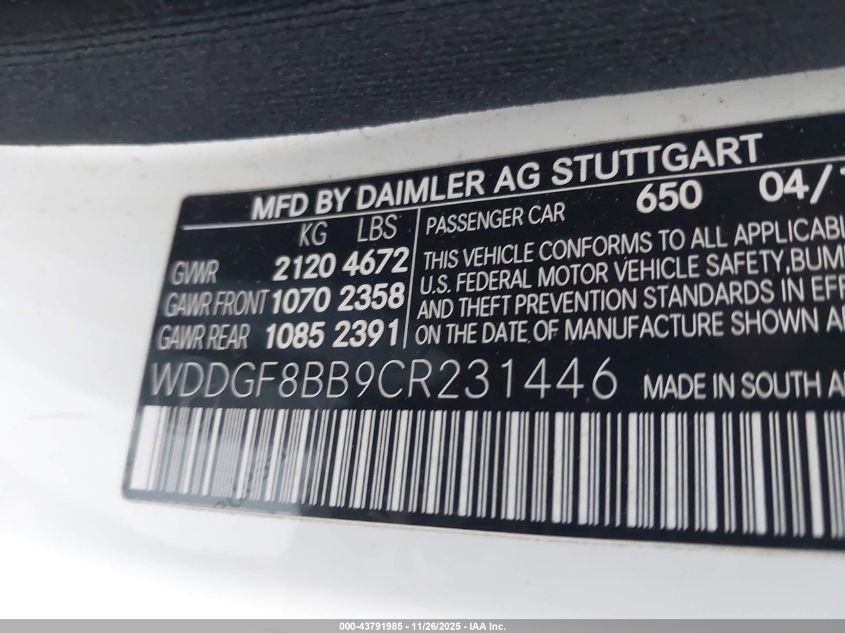 MFD BY DAIMLER AG STUTTGART
KG LBS
GVWR 2120 4672
GAWR FRONT 1070 2358
GAWR REAR 1085 2391
PASSENGER CAR 650 04/1
THIS VEHICLE CONFORMS TO ALL APPLICABL
U.S. FEDERAL MOTOR VEHICLE SAFETY, BUM
AND THEFT PREVENTION STANDARDS IN EFF
ON THE DATE OF MANUFACTURE SHOWN A
WDDGF8BB9CR231446 MADE IN SOUTH A
000-43791985 - 11/26/2025 - IAA Inc.